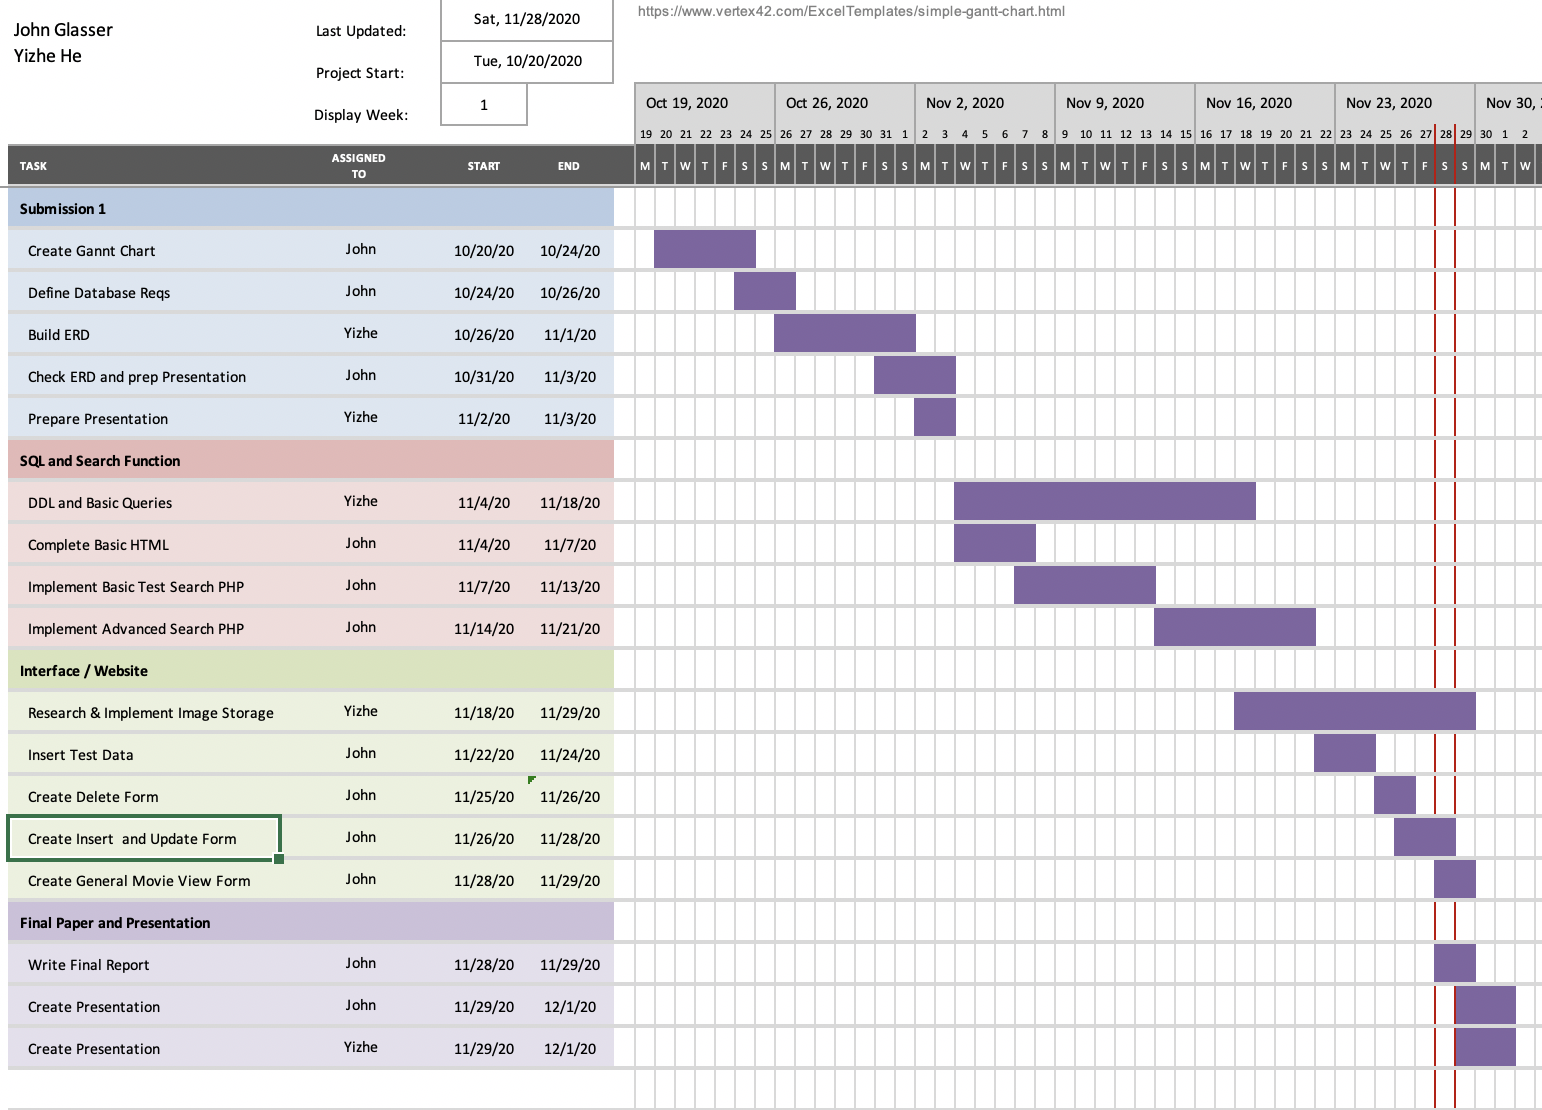 https://www.vertex42.com/ExcelTemplates/simple-gantt-chart.html
John Glasser
Yizhe He
Last Updated: Sat, 11/28/2020
Project Start: Tue, 10/20/2020
Display Week: 1
Oct 19, 2020 Oct 26, 2020 Nov 2, 2020 Nov 9, 2020 Nov 16, 2020 Nov 23, 2020 Nov 30,
19 20 21 22 23 24 25 26 27 28 29 30 31 1 2 3 4 5 6 7 8 9 10 11 12 13 14 15 16 17 18 19 20 21 22 23 24 25 26 27 28 29 30 1 2
TASK ASSIGNED TO START END M T W T F S S M T W T F S S M T W T F S S M T W T F S S M T W T F S S M T W T F S S M T W
Submission 1
Create Gannt Chart John 10/20/20 10/24/20
Define Database Reqs John 10/24/20 10/26/20
Build ERD Yizhe 10/26/20 11/1/20
Check ERD and prep Presentation John 10/31/20 11/3/20
Prepare Presentation Yizhe 11/2/20 11/3/20
SQL and Search Function
DDL and Basic Queries Yizhe 11/4/20 11/18/20
Complete Basic HTML John 11/4/20 11/7/20
Implement Basic Test Search PHP John 11/7/20 11/13/20
Implement Advanced Search PHP John 11/14/20 11/21/20
Interface / Website
Research & Implement Image Storage Yizhe 11/18/20 11/29/20
Insert Test Data John 11/22/20 11/24/20
Create Delete Form John 11/25/20 11/26/20
Create Insert  and Update Form John 11/26/20 11/28/20
Create General Movie View Form John 11/28/20 11/29/20
Final Paper and Presentation
Write Final Report John 11/28/20 11/29/20
Create Presentation John 11/29/20 12/1/20
Create Presentation Yizhe 11/29/20 12/1/20